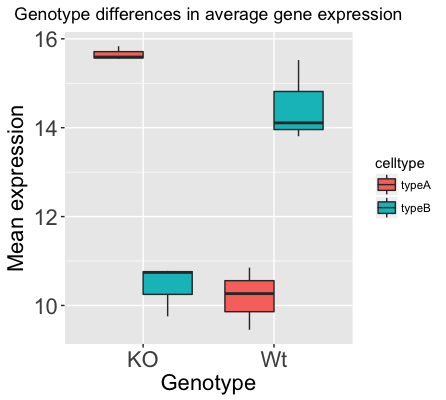 Genotype differences in average gene expression
16
14
12
10
Mean expression
KO
Wt
Genotype
celltype
typeA
typeB